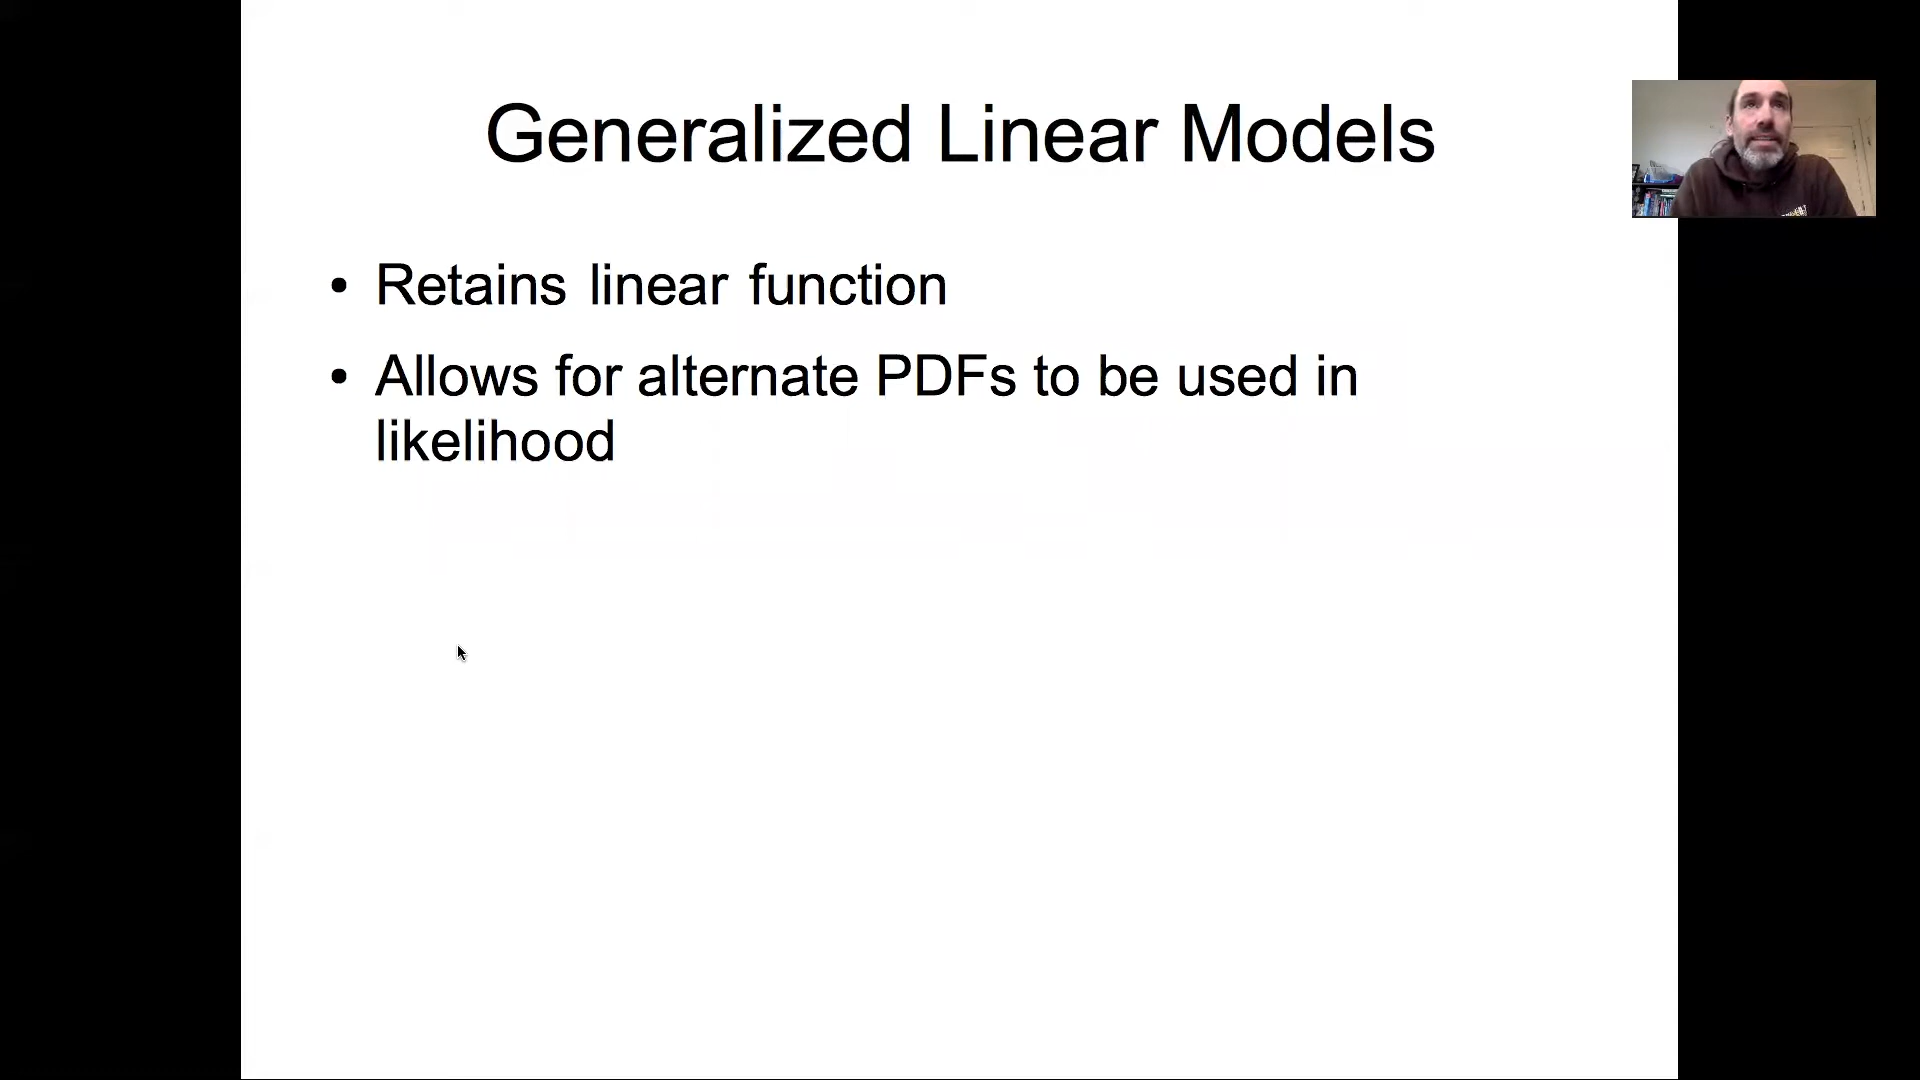 Generalized Linear Models
• Retains linear function
• Allows for alternate PDFs to be used in
likelihood